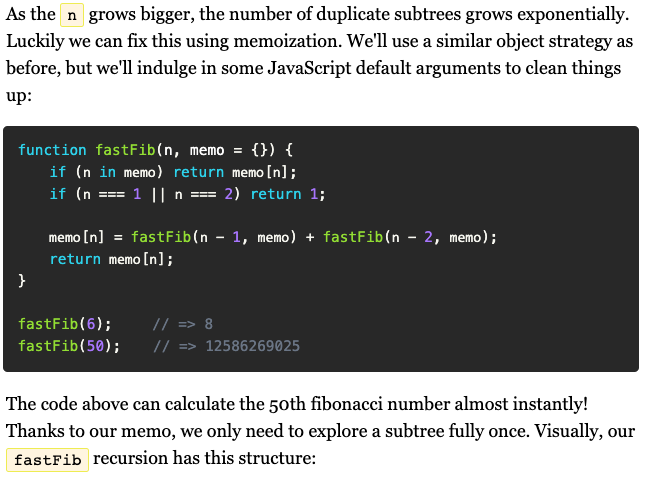 As the n grows bigger, the number of duplicate subtrees grows exponentially.
Luckily we can fix this using memoization. We'll use a similar object strategy as
before, but we'll indulge in some JavaScript default arguments to clean things
up:
function fastFib(n, memo = {}) {
    if (n in memo) return memo[n];
    if (n === 1 || n === 2) return 1;

    memo[n] = fastFib(n - 1, memo) + fastFib(n - 2, memo);
    return memo[n];
}

fastFib(6);     // => 8
fastFib(50);    // => 12586269025
The code above can calculate the 50th fibonacci number almost instantly!
Thanks to our memo, we only need to explore a subtree fully once. Visually, our
fastFib recursion has this structure: